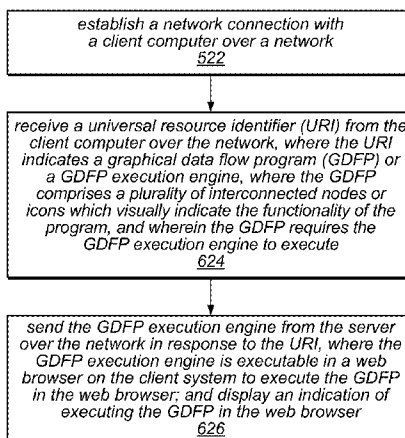 establish a network connection with
a client computer over a network
522
receive a universal resource identifier (URI) from the
client computer over the network, where the URI
indicates a graphical data flow program (GDFP) or
a GDFP execution engine, where the GDFP
comprises a plurality of interconnected nodes or
icons which visually indicate the functionality of the
program, and wherein the GDFP requires the
GDFP execution engine to execute
624
send the GDFP execution engine from the server
over the network in response to the URI, where the
GDFP execution engine is executable in a web
browser on the client system to execute the GDFP
in the web browser; and display an indication of
executing the GDFP in the web browser
626